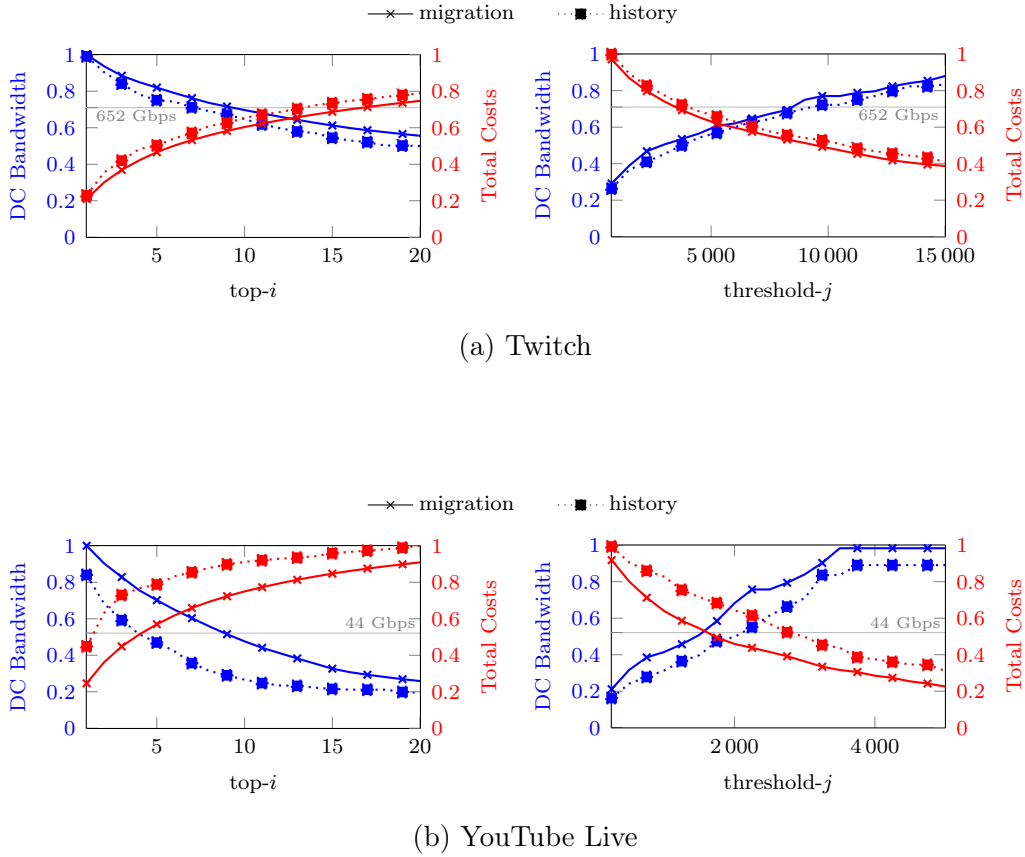 migration history
DC Bandwidth
1
0.8
0.6
0.4
0.2
0
652 Gbps
1
0.8
0.6
0.4
0.2
0
Total Costs
5 10 15 20
top-i
DC Bandwidth
1
0.8
0.6
0.4
0.2
0
652 Gbps
1
0.8
0.6
0.4
0.2
0
Total Costs
5 000 10 000 15 000
threshold-j
(a) Twitch
migration history
DC Bandwidth
1
0.8
0.6
0.4
0.2
0
44 Gbps
1
0.8
0.6
0.4
0.2
0
Total Costs
5 10 15 20
top-i
DC Bandwidth
1
0.8
0.6
0.4
0.2
0
44 Gbps
1
0.8
0.6
0.4
0.2
0
Total Costs
2 000 4 000
threshold-j
(b) YouTube Live